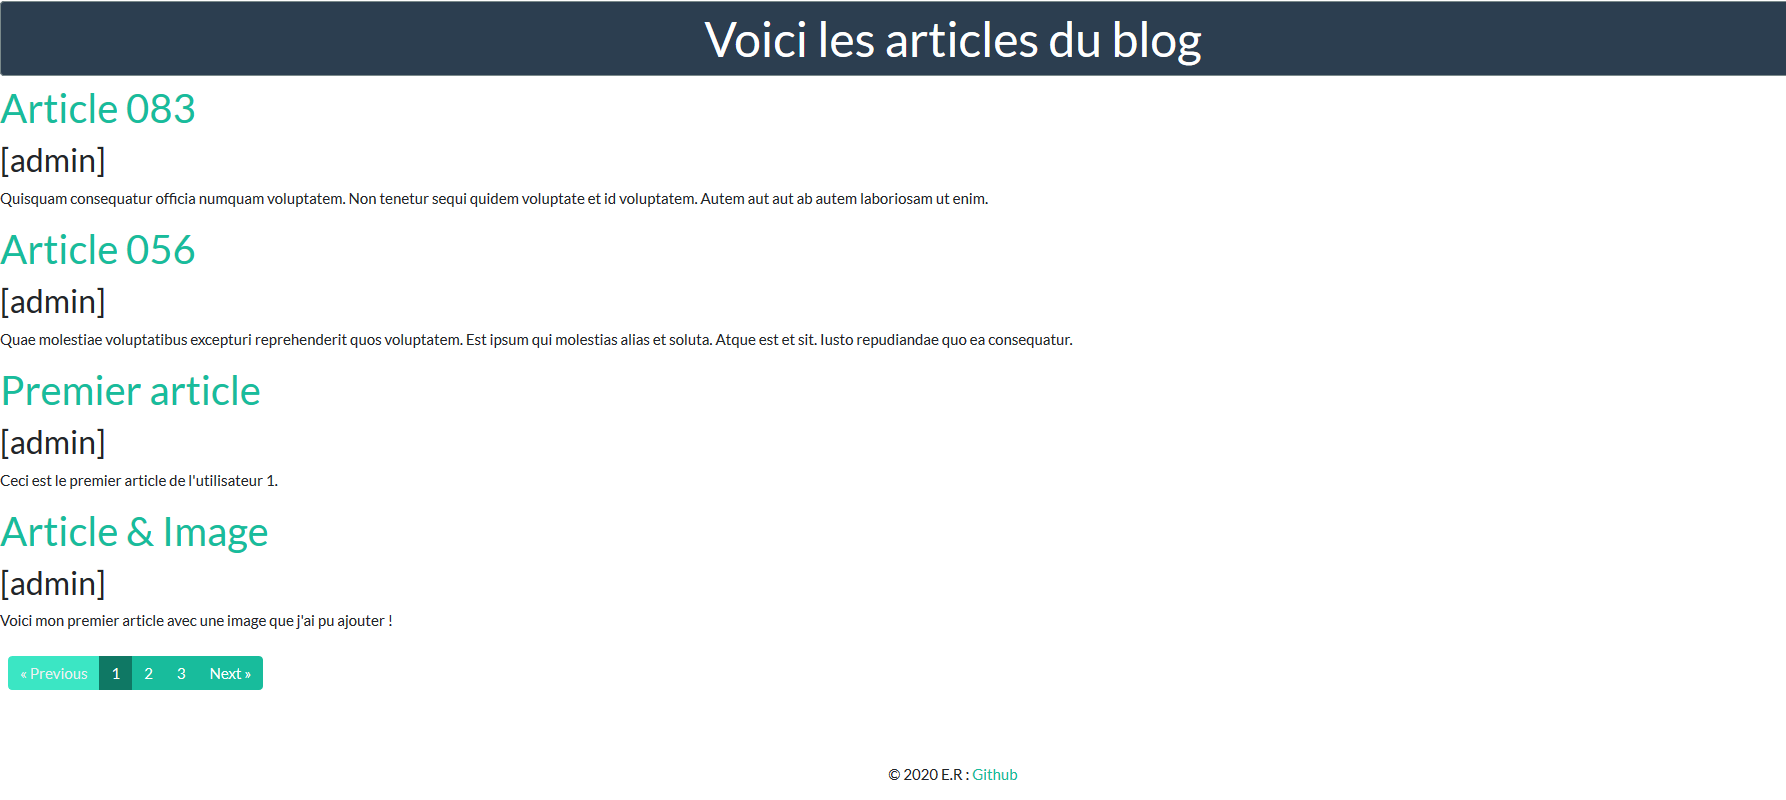 Voici les articles du blog
Article 083
[admin]
Quisquam consequatur officia numquam voluptatem. Non tenetur sequi quidem voluptate et id voluptatem. Autem aut aut ab autem laboriosam ut enim.
Article 056
[admin]
Quae molestiae voluptatibus excepturi reprehenderit quos voluptatem. Est ipsum qui molestias alias et soluta. Atque est et sit. Iusto repudiandae quo ea consequatur.
Premier article
[admin]
Ceci est le premier article de l'utilisateur 1.
Article & Image
[admin]
Voici mon premier article avec une image que j'ai pu ajouter !
« Previous 1 2 3 Next »
© 2020 E.R : Github